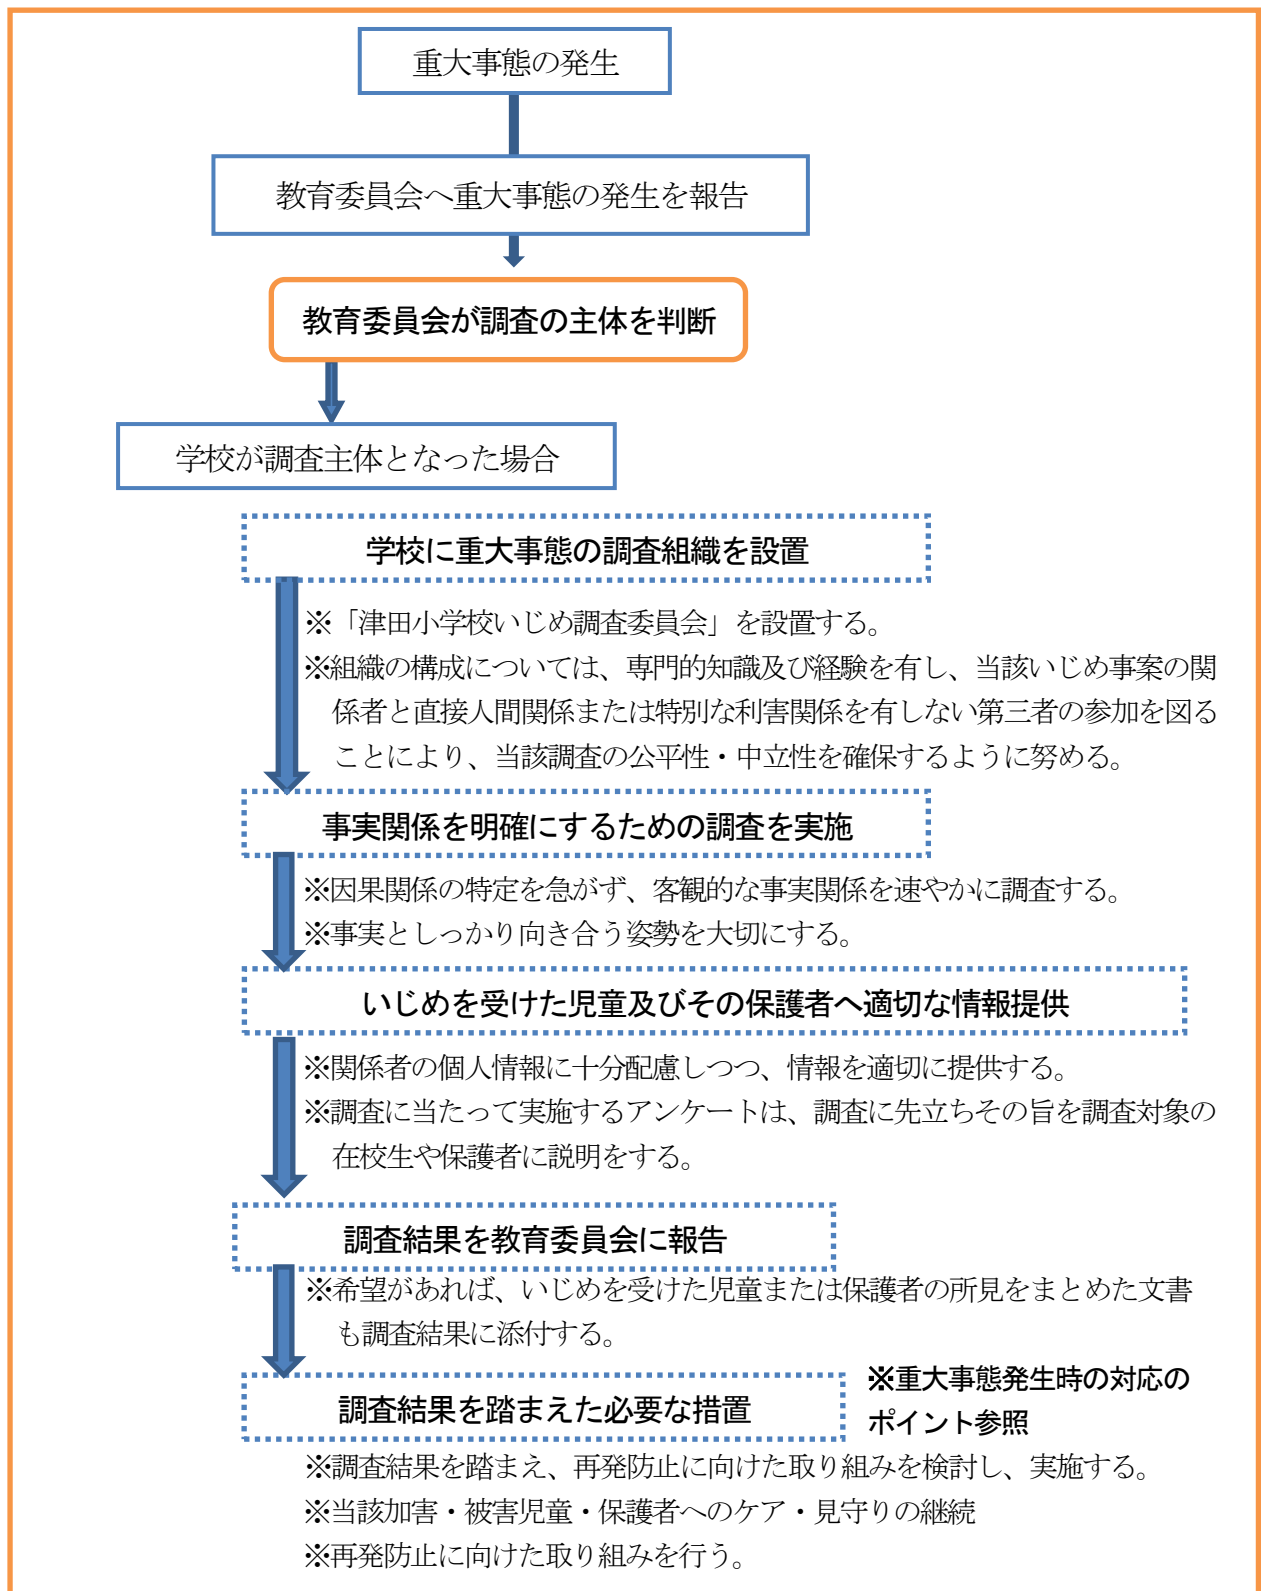 重大事態の発生
教育委員会へ重大事態の発生を報告
教育委員会が調査の主体を判断
学校が調査主体となった場合
学校に重大事態の調査組織を設置
※「津田小学校いじめ調査委員会」を設置する。
※組織の構成については、専門的知識及び経験を有し、当該いじめ事案の関
係者と直接人間関係または特別な利害関係を有しない第三者の参加を図る
ことにより、当該調査の公平性・中立性を確保するように努める。
事実関係を明確にするための調査を実施
※因果関係の特定を急がず、客観的な事実関係を速やかに調査する。
※事実としっかり向き合う姿勢を大切にする。
いじめを受けた児童及びその保護者へ適切な情報提供
※関係者の個人情報に十分配慮しつつ、情報を適切に提供する。
※調査に当たって実施するアンケートは、調査に先立ちその旨を調査対象の
在校生や保護者に説明をする。
調査結果を教育委員会に報告
※希望があれば、いじめを受けた児童または保護者の所見をまとめた文書
も調査結果に添付する。
調査結果を踏まえた必要な措置
※重大事態発生時の対応の
ポイント参照
※調査結果を踏まえ、再発防止に向けた取り組みを検討し、実施する。
※当該加害・被害児童・保護者へのケア・見守りの継続
※再発防止に向けた取り組みを行う。